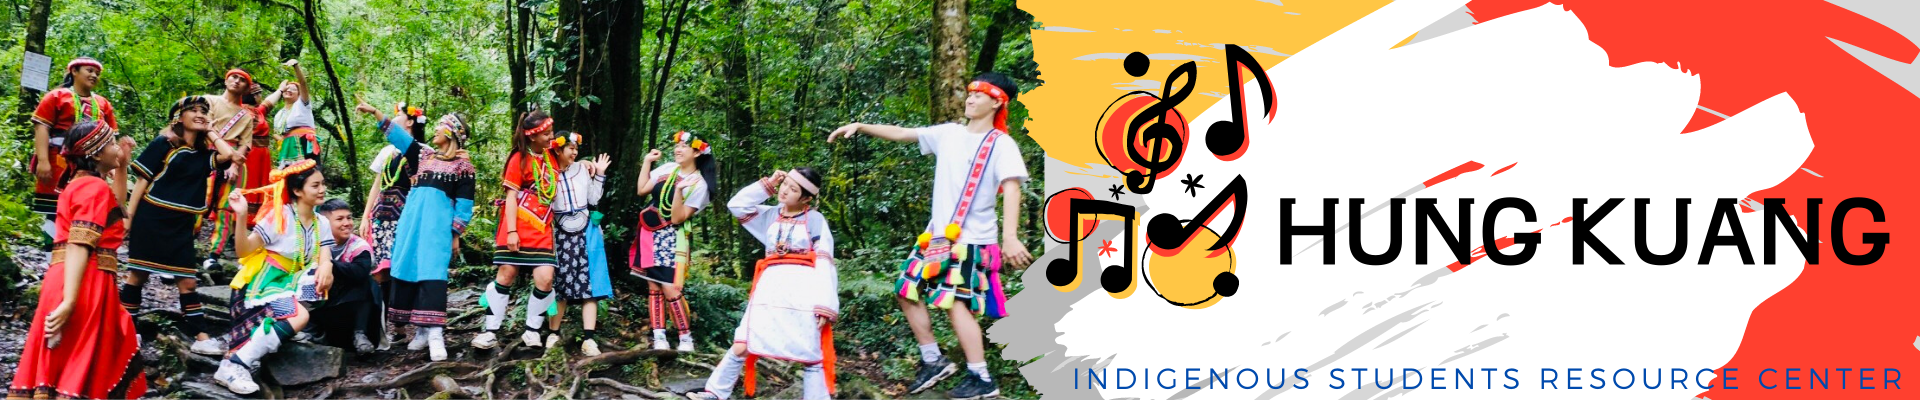 HUNG KUANG
INDIGENOUS STUDENTS RESOURCE CENTER